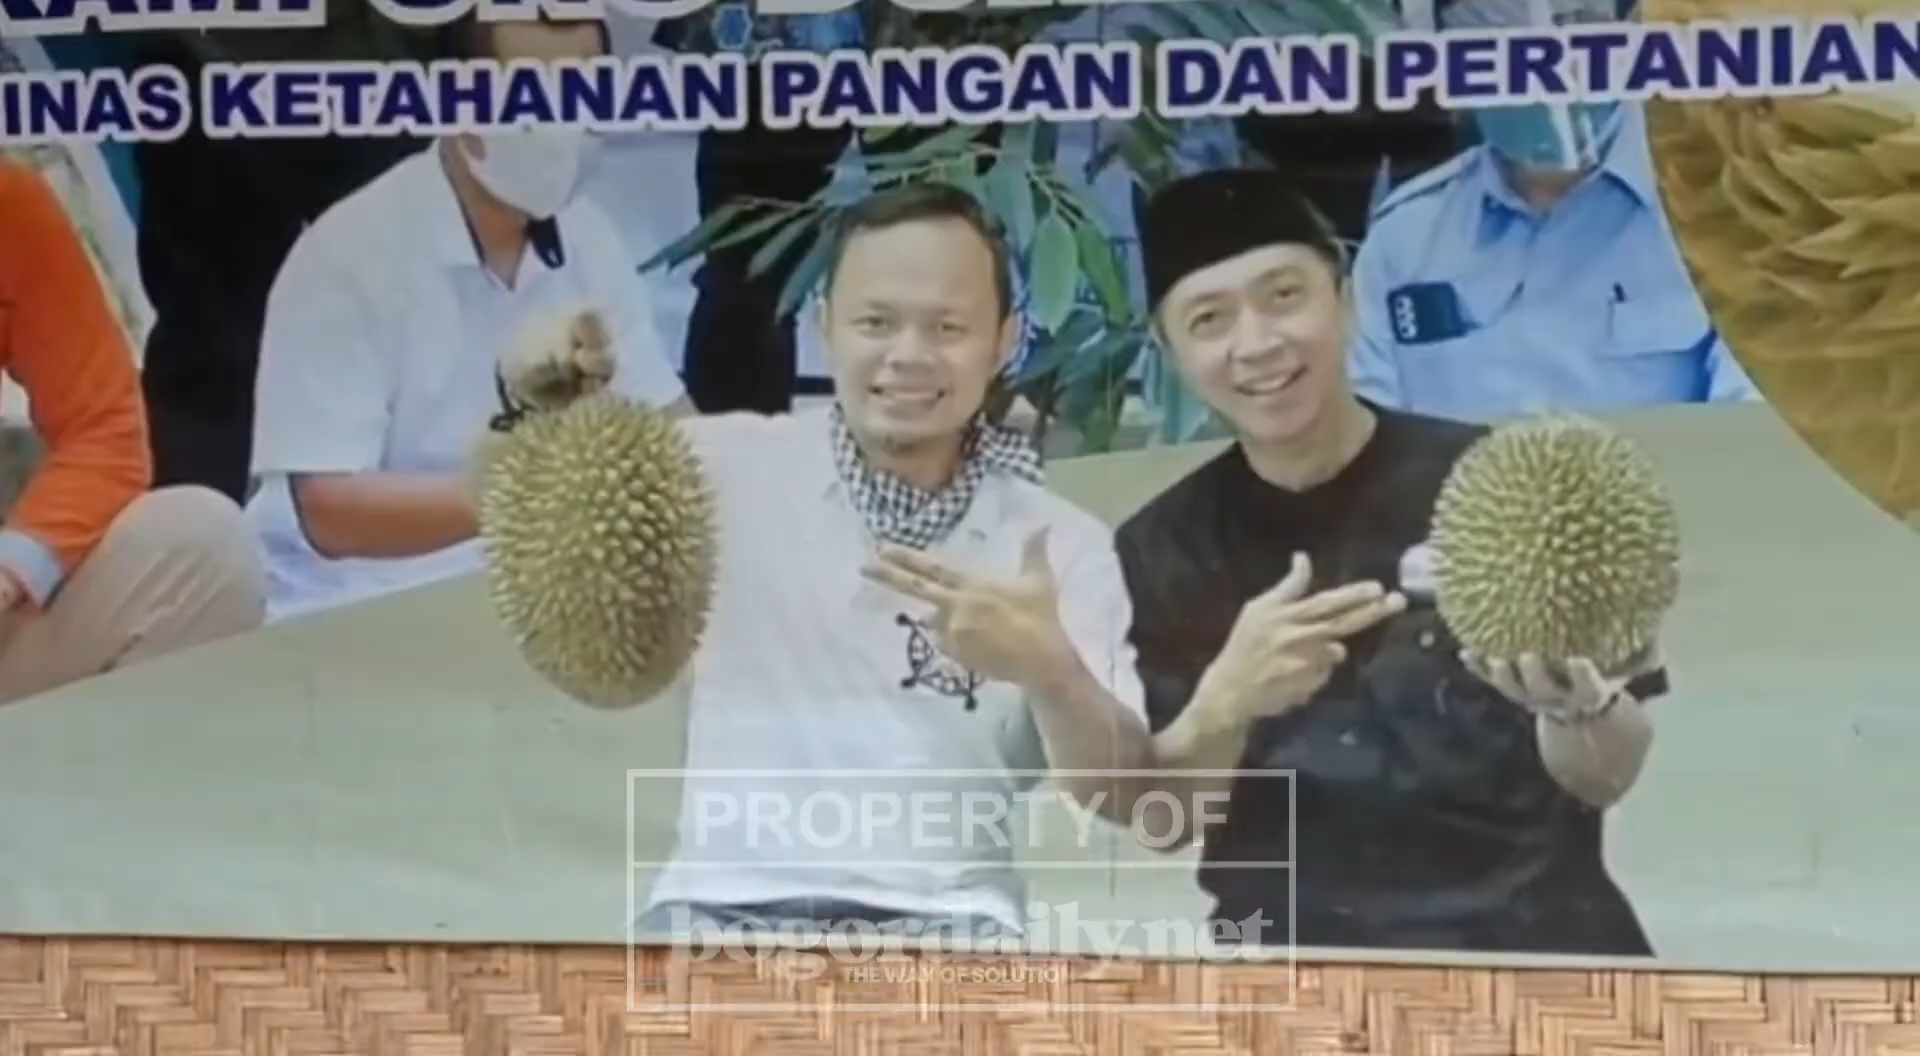 INAS KETAHANAN PANGAN DAN PERTANIAN
PROPERTY OF
bogordaily.net
THE WAY OF SOLUTION